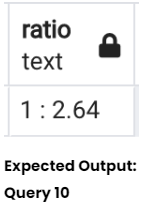 ratio
text
1 : 2.64
Expected Output:
Query 10